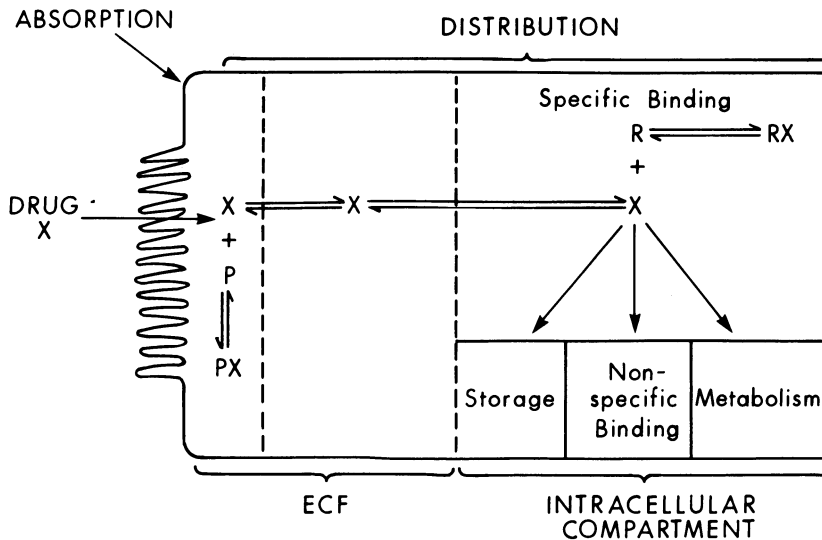 ABSORPTION
DISTRIBUTION
Specific Binding
R ⇌ RX
+
DRUG
X
X ⇌ X ⇌ X
+
P
PX
Storage
Non-
specific
Binding
Metabolism
ECF
INTRACELLULAR
COMPARTMENT